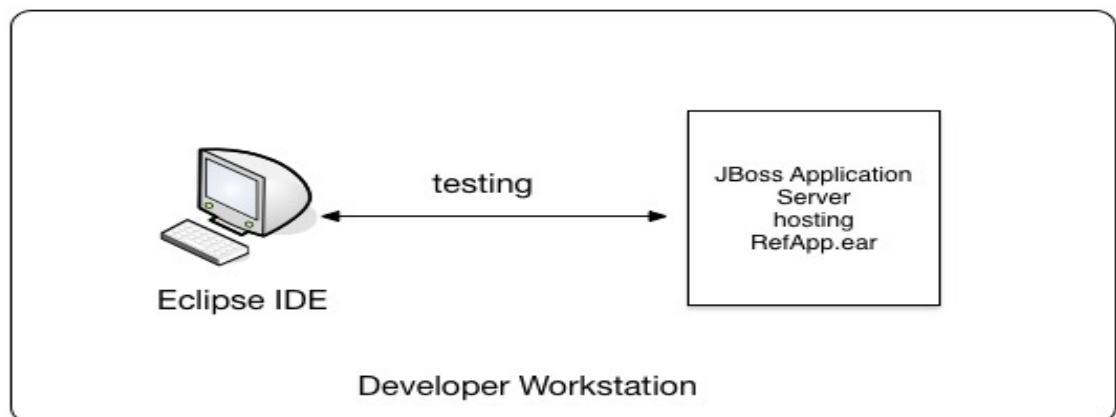 testing
JBoss Application
Server
hosting
RefApp.ear
Eclipse IDE
Developer Workstation